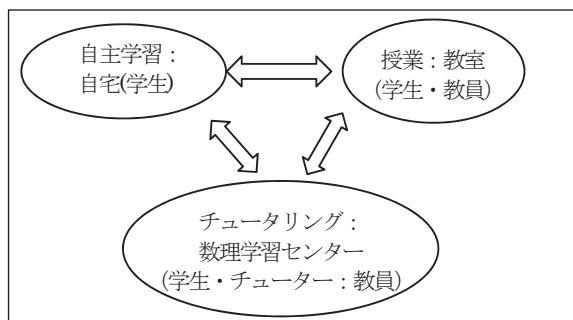 自主学習：
自宅(学生)
授業：教室
(学生・教員)
チュータリング：
数理学習センター
(学生・チューター：教員)